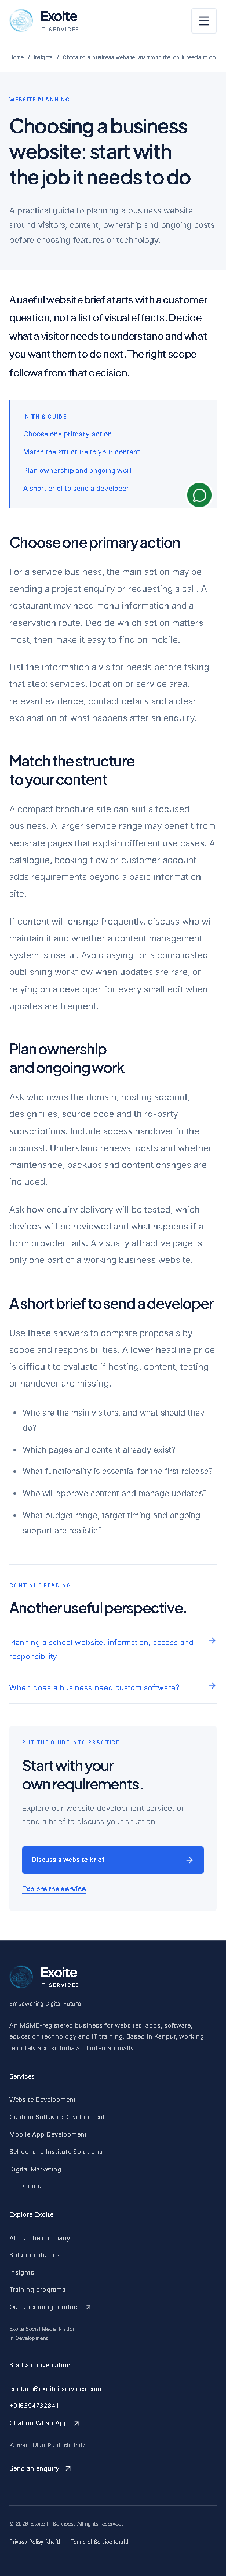 Exoite
IT SERVICES
Home / Insights / Choosing a business website: start with the job it needs to do
WEBSITE PLANNING
Choosing a business
website: start with
the job it needs to do
A practical guide to planning a business website
around visitors, content, ownership and ongoing costs
before choosing features or technology.
A useful website brief starts with a customer
question, not a list of visual effects. Decide
what a visitor needs to understand and what
you want them to do next. The right scope
follows from that decision.
IN THIS GUIDE
Choose one primary action
Match the structure to your content
Plan ownership and ongoing work
A short brief to send a developer
Choose one primary action
For a service business, the main action may be
sending a project enquiry or requesting a call. A
restaurant may need menu information and a
reservation route. Decide which action matters
most, then make it easy to find on mobile.
List the information a visitor needs before taking
that step: services, location or service area,
relevant evidence, contact details and a clear
explanation of what happens after an enquiry.
Match the structure
to your content
A compact brochure site can suit a focused
business. A larger service range may benefit from
separate pages that explain different use cases. A
catalogue, booking flow or customer account
adds requirements beyond a basic information
site.
If content will change frequently, discuss who will
maintain it and whether a content management
system is useful. Avoid paying for a complicated
publishing workflow when updates are rare, or
relying on a developer for every small edit when
updates are frequent.
Plan ownership
and ongoing work
Ask who owns the domain, hosting account,
design files, source code and third-party
subscriptions. Include access handover in the
proposal. Understand renewal costs and whether
maintenance, backups and content changes are
included.
Ask how enquiry delivery will be tested, which
devices will be reviewed and what happens if a
form provider fails. A visually attractive page is
only one part of a working business website.
A short brief to send a developer
Use these answers to compare proposals by
scope and responsibilities. A lower headline price
is difficult to evaluate if hosting, content, testing
or handover are missing.
• Who are the main visitors, and what should they
do?
• Which pages and content already exist?
• What functionality is essential for the first release?
• Who will approve content and manage updates?
• What budget range, target timing and ongoing
support are realistic?
CONTINUE READING
Another useful perspective.
Planning a school website: information, access and
responsibility
When does a business need custom software?
PUT THE GUIDE INTO PRACTICE
Start with your
own requirements.
Explore our website development service, or
send a brief to discuss your situation.
Discuss a website brief
Explore the service
Exoite
IT SERVICES
Empowering Digital Future
An MSME-registered business for websites, apps, software,
education technology and IT training. Based in Kanpur, working
remotely across India and internationally.
Services
Website Development
Custom Software Development
Mobile App Development
School and Institute Solutions
Digital Marketing
IT Training
Explore Exoite
About the company
Solution studies
Insights
Training programs
Our upcoming product
Exoite Social Media Platform
In Development
Start a conversation
contact@exoiteitservices.com
+916394732841
Chat on WhatsApp
Kanpur, Uttar Pradesh, India
Send an enquiry
© 2026 Exoite IT Services. All rights reserved.
Privacy Policy (draft) Terms of Service (draft)